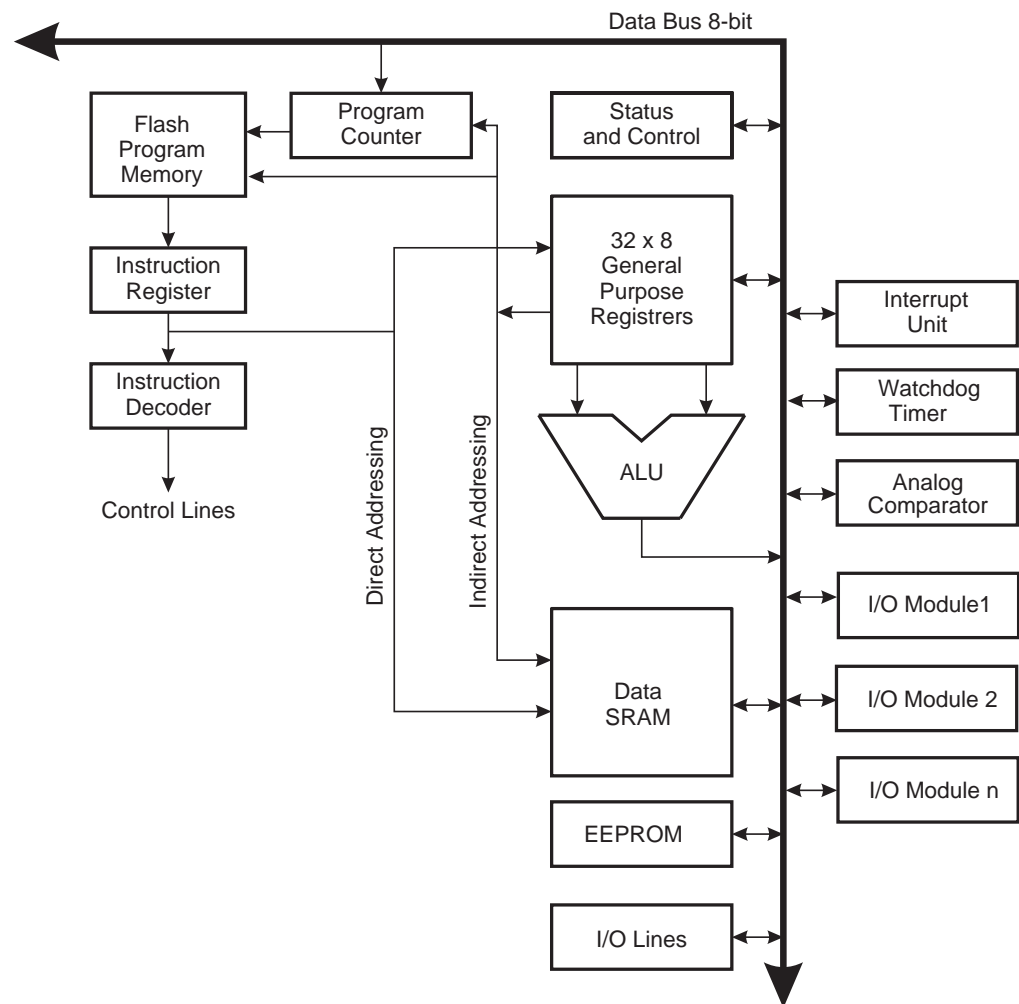 Data Bus 8-bit
Program
Counter
Flash
Program
Memory
Status
and Control
32 x 8
General
Purpose
Registrers
Instruction
Register
Instruction
Decoder
Control Lines
Direct Addressing
Indirect Addressing
ALU
Interrupt
Unit
Watchdog
Timer
Analog
Comparator
I/O Module1
Data
SRAM
I/O Module 2
I/O Module n
EEPROM
I/O Lines